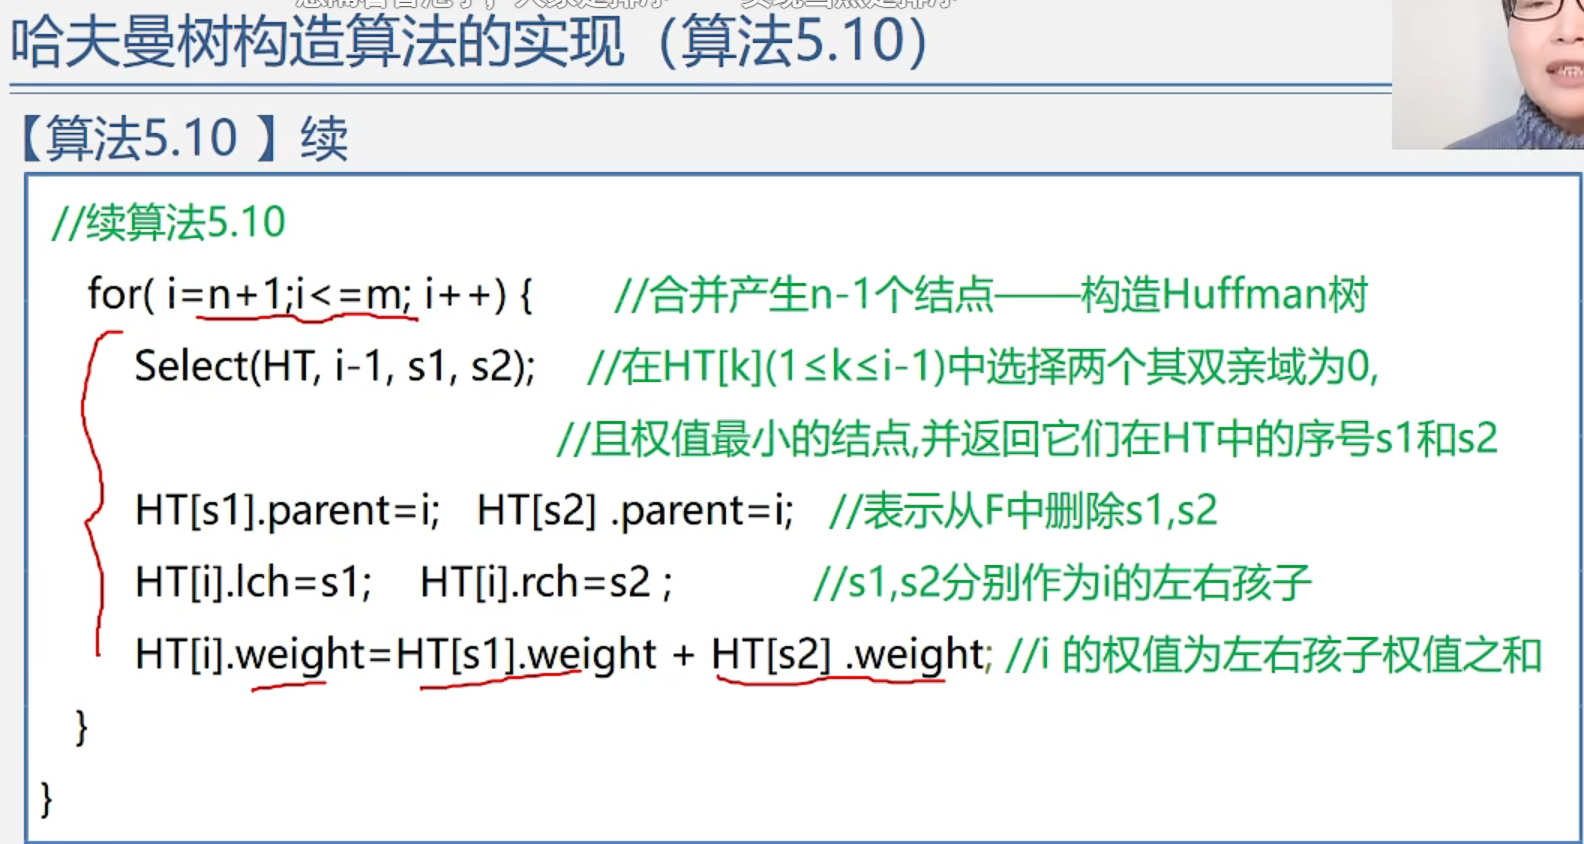 哈夫曼树构造算法的实现（算法5.10）
【算法5.10 】续
//续算法5.10
for( i=n+1;i<=m; i++) { //合并产生n-1个结点——构造Huffman树
Select(HT, i-1, s1, s2); //在HT[k](1≤k≤i-1)中选择两个其双亲域为0,
//且权值最小的结点,并返回它们在HT中的序号s1和s2
HT[s1].parent=i; HT[s2] .parent=i; //表示从F中删除s1,s2
HT[i].lch=s1; HT[i].rch=s2 ; //s1,s2分别作为i的左右孩子
HT[i].weight=HT[s1].weight + HT[s2] .weight; //i 的权值为左右孩子权值之和
}
}